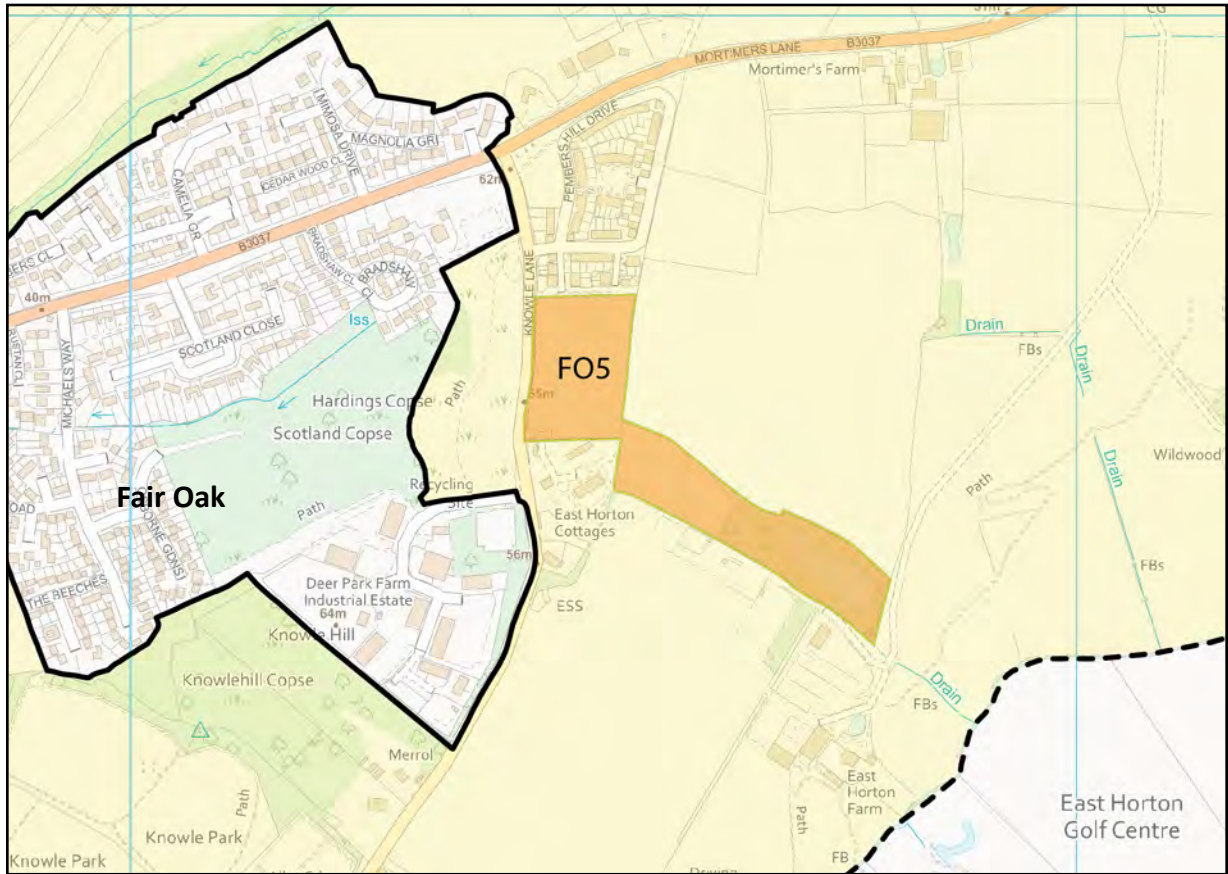 CG
MORTIMERS LANE
B3037
Mortimer's Farm
MIMOSA DRIVE
MAGNOLIA GR
CEDAR WOOD CL
CAMELIA GR
62m
PEMBERS HILL DRIVE
B3037
BERS CL
BRADSHAW CL
BRADSHAW
CL
KNOWLE LANE
40m
Iss
SCOTLAND CLOSE
MICHAELS WAY
Drain
FBs
Drain
FO5
55m
Path
Hardings Copse
Scotland Copse
Drain
Wildwood
Path
Recycling
Site
Fair Oak
OAD
Path
East Horton
Cottages
56m
FBs
THE BEECHES
Deer Park Farm
Industrial Estate
64m
ESS
Knowle Hill
Knowlehill Copse
Drain
FBs
Merrol
East
Horton
Farm
East Horton
Golf Centre
Path
Path
Knowle Park
Knowle Park
FB